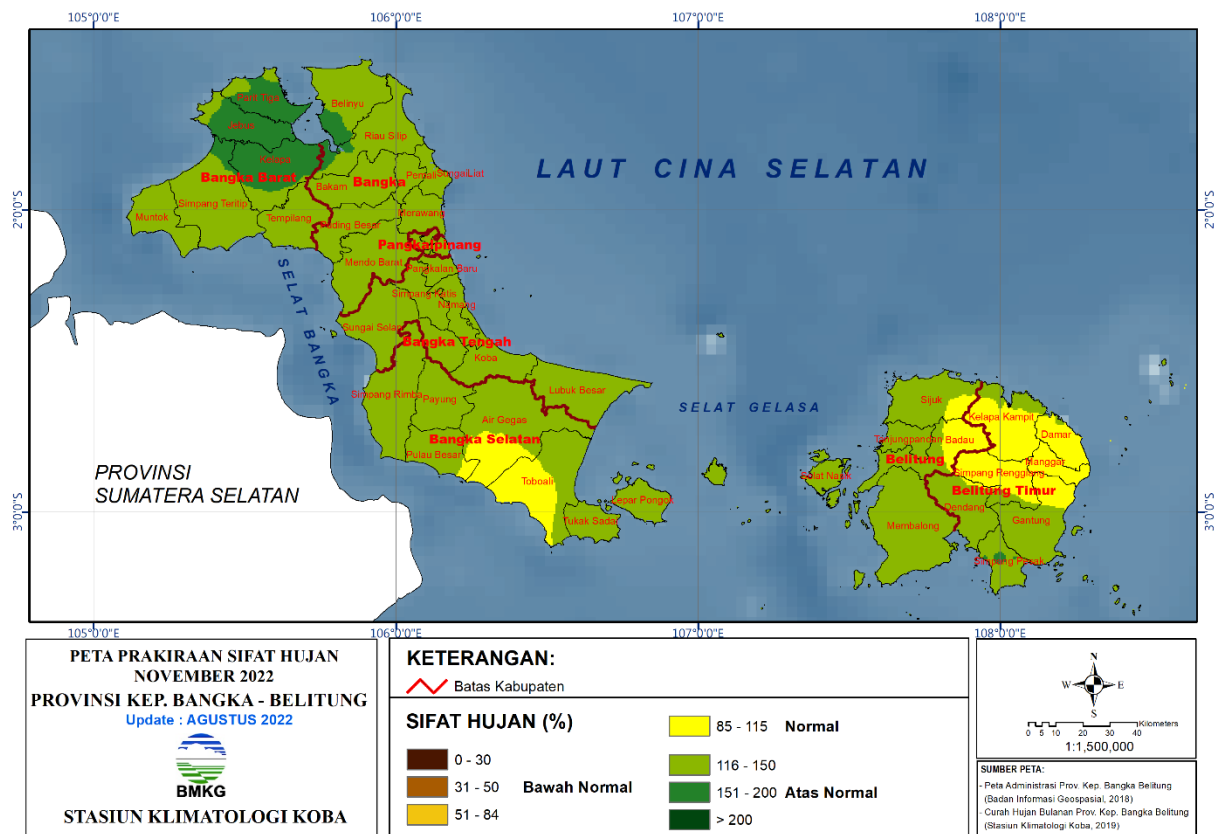 105°0'0"E
106°0'0"E
107°0'0"E
108°0'0"E
Parit Tiga
Jebus
Kelapa
Bangka Barat
Simpang Teritip
Muntok
Tempilang
Belinyu
Riau Silip
Bakam
Bangka
Pemali
SungaiLiat
Merawang
Puding Besar
Mendo Barat
Pangkalpinang
Pangkalan Baru
Simpang Katis
Namang
Sungai Selan
Bangka Tengah
Koba
Lubuk Besar
Simpang Rimba
Payung
Air Gegas
Bangka Selatan
Pulau Besar
Toboali
Tukak Sadai
Lepar Pongok
LAUT CINA SELATAN
SELAT BANGKA
SELAT GELASA
PROVINSI
SUMATERA SELATAN
Sijuk
Kelapa Kampit
Damar
Tanjungpandan
Badau
Manggar
Belitung
Simpang Renggiang
Selat Nasik
Belitung Timur
Dendang
Membalong
Gantung
Simpang Pesak
2°0'0"S
3°0'0"S
2°0'0"S
3°0'0"S
105°0'0"E
106°0'0"E
107°0'0"E
108°0'0"E
PETA PRAKIRAAN SIFAT HUJAN
NOVEMBER 2022
PROVINSI KEP. BANGKA - BELITUNG
Update : AGUSTUS 2022
BMKG
STASIUN KLIMATOLOGI KOBA
KETERANGAN:
Batas Kabupaten
SIFAT HUJAN (%)
0 - 30
31 - 50 Bawah Normal
51 - 84
85 - 115 Normal
116 - 150
151 - 200 Atas Normal
> 200
N
W E
S
0 5 10 20 30 40 Kilometers
1:1,500,000
SUMBER PETA:
- Peta Administrasi Prov. Kep. Bangka Belitung
(Badan Informasi Geospasial, 2018)
- Curah Hujan Bulanan Prov. Kep. Bangka Belitung
(Stasiun Klimatologi Koba, 2019)